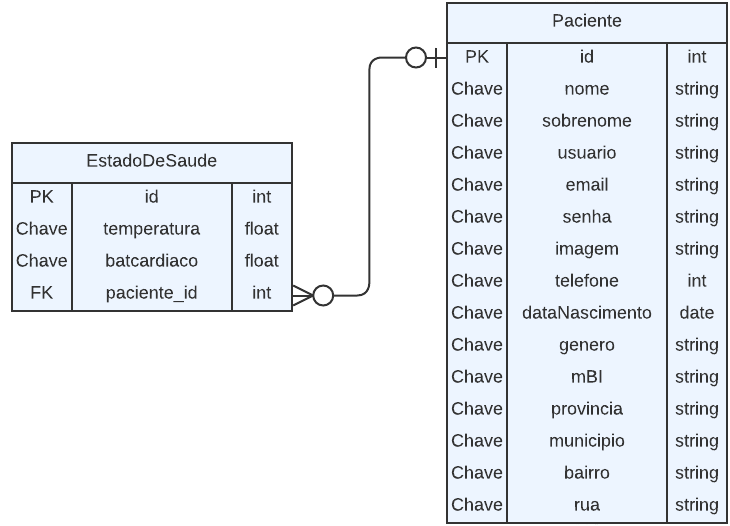 EstadoDeSaude
PK id int
Chave temperatura float
Chave batcardiaco float
FK paciente_id int
Paciente
PK id int
Chave nome string
Chave sobrenome string
Chave usuario string
Chave email string
Chave senha string
Chave imagem string
Chave telefone int
Chave dataNascimento date
Chave genero string
Chave mBI string
Chave provincia string
Chave municipio string
Chave bairro string
Chave rua string